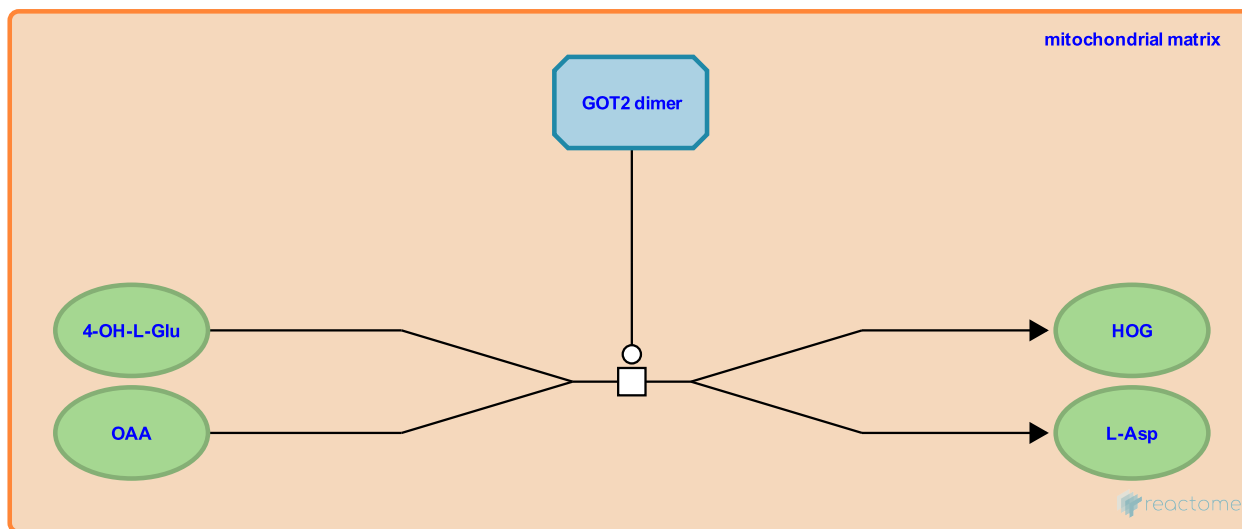 mitochondrial matrix
GOT2 dimer
4-OH-L-Glu
HOG
OAA
L-Asp
reactome